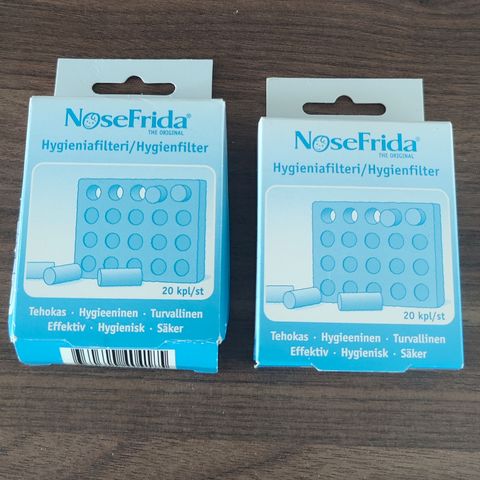 NoseFrida®
THE ORIGINAL
Hygieniafilteri/Hygienfilter
20 kpl/st
Tehokas · Hygieeninen · Turvallinen
Effektiv · Hygienisk · Säker
NoseFrida®
THE ORIGINAL
Hygieniafilteri/Hygienfilter
20 kpl/st
Tehokas · Hygieeninen · Turvallinen
Effektiv · Hygienisk · Säker